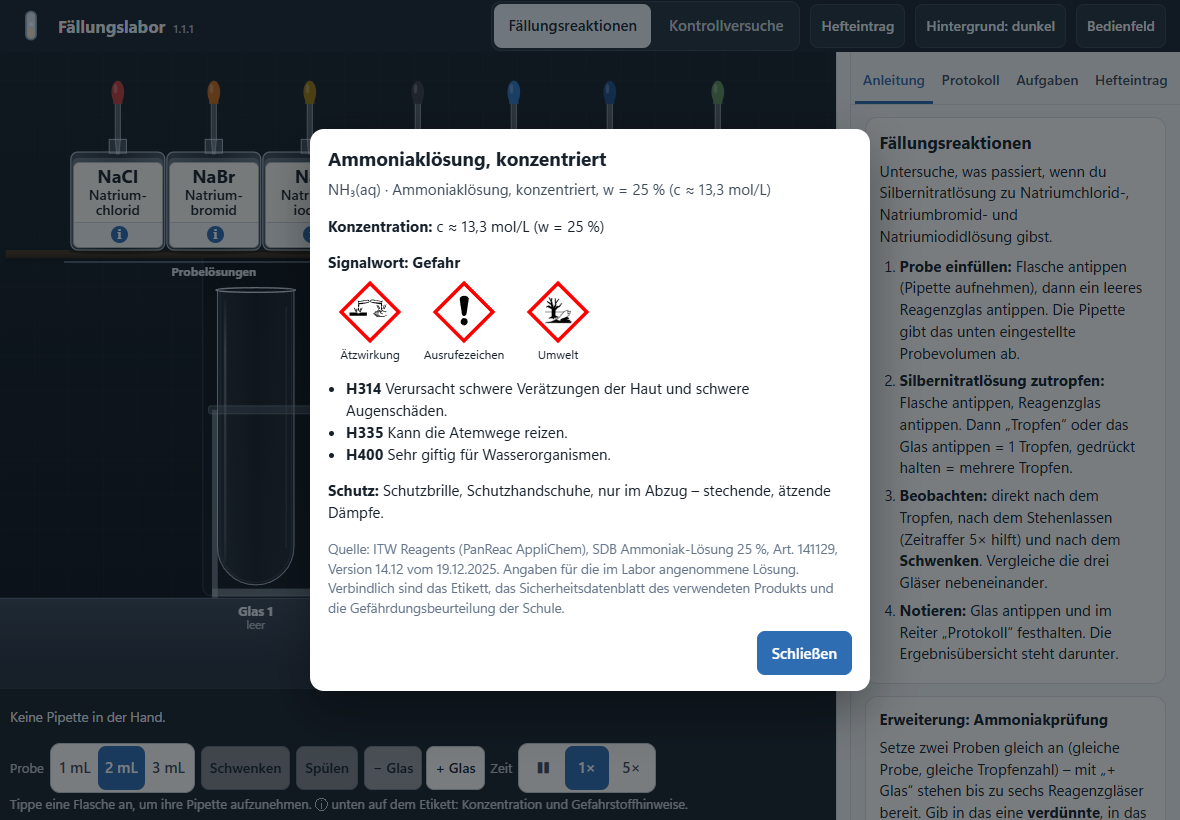 Fällungslabor 1.1.1
Fällungsreaktionen
Kontrollversuche
Hefteintrag
Hintergrund: dunkel
Bedienfeld
Anleitung
Protokoll
Aufgaben
Hefteintrag
NaCl
Natrium-
chlorid
NaBr
Natrium-
bromid
Probelösungen
Glas 1
leer
Ammoniaklösung, konzentriert
NH₃(aq) · Ammoniaklösung, konzentriert, w = 25 % (c ≈ 13,3 mol/L)
Konzentration: c ≈ 13,3 mol/L (w = 25 %)
Signalwort: Gefahr
Ätzwirkung
Ausrufezeichen
Umwelt
• H314 Verursacht schwere Verätzungen der Haut und schwere
Augenschäden.
• H335 Kann die Atemwege reizen.
• H400 Sehr giftig für Wasserorganismen.
Schutz: Schutzbrille, Schutzhandschuhe, nur im Abzug – stechende, ätzende
Dämpfe.
Quelle: ITW Reagents (PanReac AppliChem), SDB Ammoniak-Lösung 25 %, Art. 141129,
Version 14.12 vom 19.12.2025. Angaben für die im Labor angenommene Lösung.
Verbindlich sind das Etikett, das Sicherheitsdatenblatt des verwendeten Produkts und
die Gefährdungsbeurteilung der Schule.
Schließen
Fällungsreaktionen
Untersuche, was passiert, wenn du
Silbernitratlösung zu Natriumchlorid-,
Natriumbromid- und
Natriumiodidlösung gibst.
1. Probe einfüllen: Flasche antippen
(Pipette aufnehmen), dann ein leeres
Reagenzglas antippen. Die Pipette
gibt das unten eingestellte
Probevolumen ab.
2. Silbernitratlösung zutropfen:
Flasche antippen, Reagenzglas
antippen. Dann „Tropfen“ oder das
Glas antippen = 1 Tropfen, gedrückt
halten = mehrere Tropfen.
3. Beobachten: direkt nach dem
Tropfen, nach dem Stehenlassen
(Zeitraffer 5× hilft) und nach dem
Schwenken. Vergleiche die drei
Gläser nebeneinander.
4. Notieren: Glas antippen und im
Reiter „Protokoll“ festhalten. Die
Ergebnisübersicht steht darunter.
Erweiterung: Ammoniakprüfung
Setze zwei Proben gleich an (gleiche
Probe, gleiche Tropfenzahl) – mit „+
Glas“ stehen bis zu sechs Reagenzgläser
bereit. Gib in das eine verdünnte, in das
Keine Pipette in der Hand.
Probe
1 mL
2 mL
3 mL
Schwenken
Spülen
− Glas
+ Glas
Zeit
1×
5×
Tippe eine Flasche an, um ihre Pipette aufzunehmen. ⓘ unten auf dem Etikett: Konzentration und Gefahrstoffhinweise.